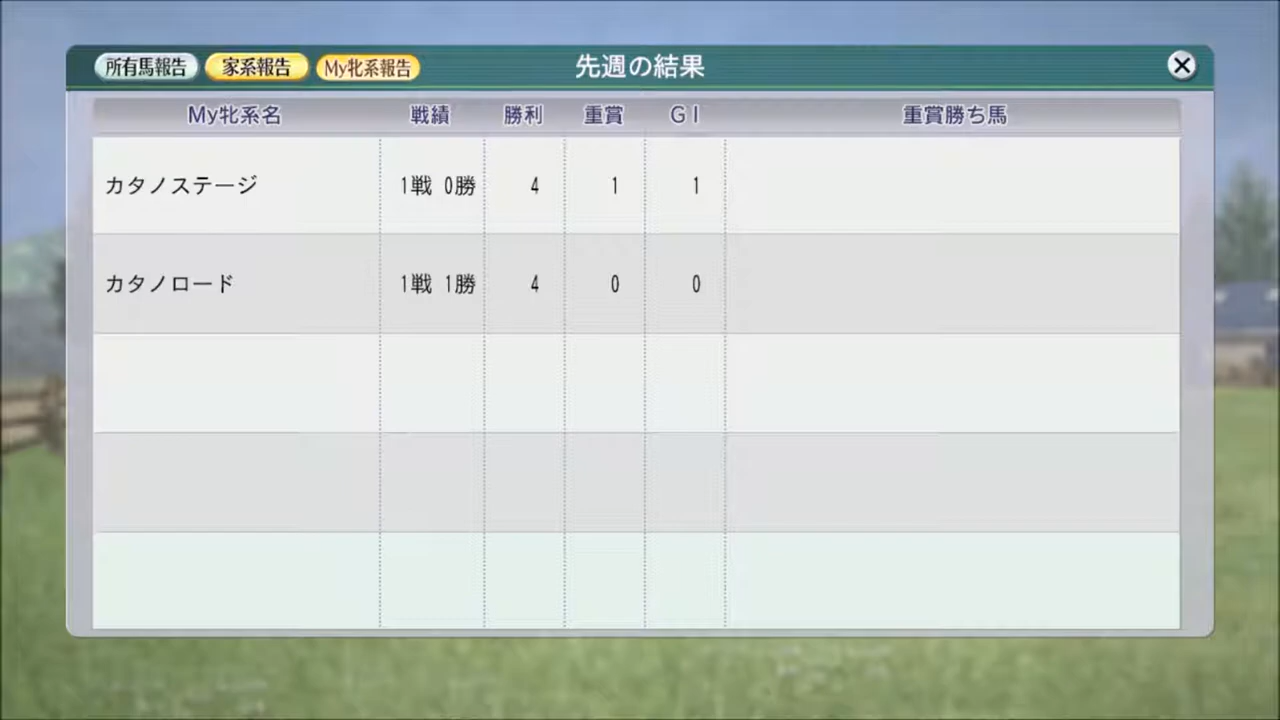 所有馬報告 家系報告 My牝系報告 先週の結果
My牝系名 戦績 勝利 重賞 GⅠ 重賞勝ち馬
カタノステージ 1戦 0勝 4 1 1
カタノロード 1戦 1勝 4 0 0